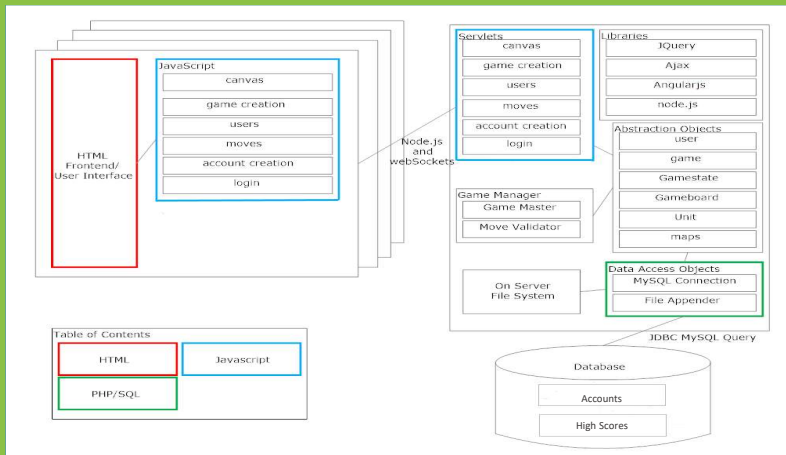 JavaScript
canvas
game creation
users
moves
account creation
login
HTML
Frontend/
User Interface
Node.js
and
webSockets
Servlets
canvas
game creation
users
moves
account creation
login
Libraries
JQuery
Ajax
Angularjs
node.js
Abstraction Objects
user
game
Gamestate
Gameboard
Unit
maps
Game Manager
Game Master
Move Validator
On Server
File System
Data Access Objects
MySQL Connection
File Appender
JDBC MySQL Query
Database
Accounts
High Scores
Table of Contents
HTML
Javascript
PHP/SQL